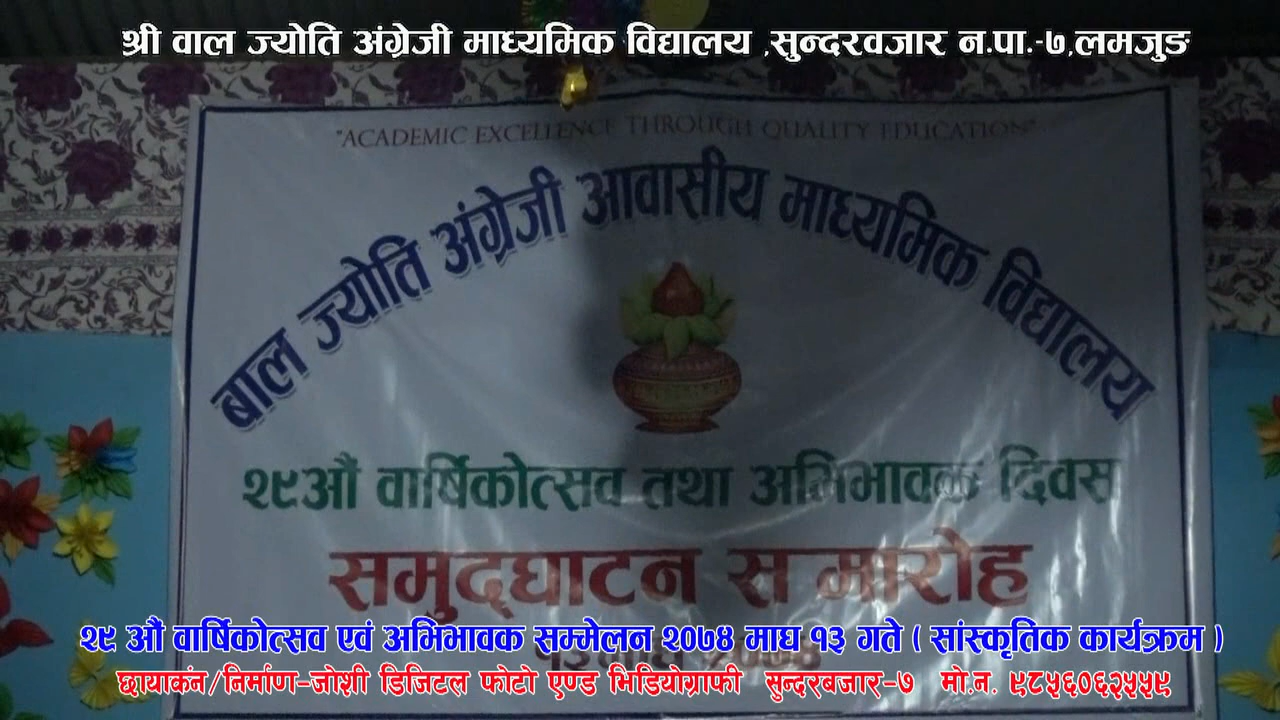 श्री वाल ज्योति अंग्रेजी माध्यमिक विद्यालय ,सुन्दरवजार न.पा.-७,लमजुङ
"ACADEMIC EXCELLENCE THROUGH QUALITY EDUCATION"
बाल ज्योति अंग्रेजी आवासीय माध्यमिक विद्यालय
२९औं वार्षिकोत्सव तथा अभिभावक दिवस
समुद्घाटन समारोह
२९ औं वार्षिकोत्सव एवं अभिभावक सम्मेलन २०७४ माघ १३ गते ( सांस्कृतिक कार्यक्रम )
छायाकंन/निर्माण-जोशी डिजिटल फोटो एण्ड भिडियोग्राफी सुन्दरबजार-७ मो.न. ९८५६०६२५५९